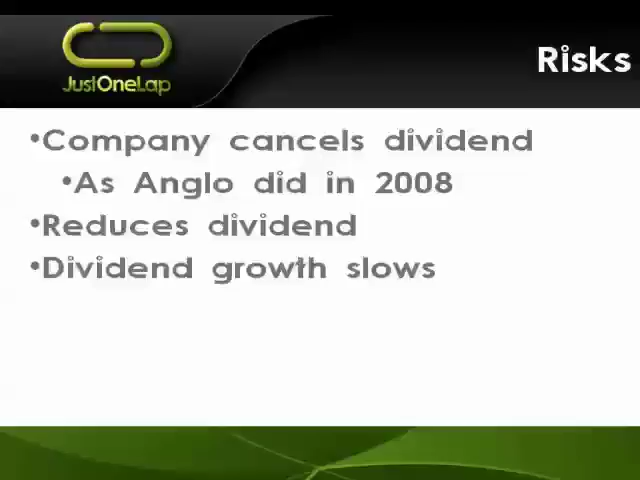 JustOneLap
Risks
•Company cancels dividend
•As Anglo did in 2008
•Reduces dividend
•Dividend growth slows